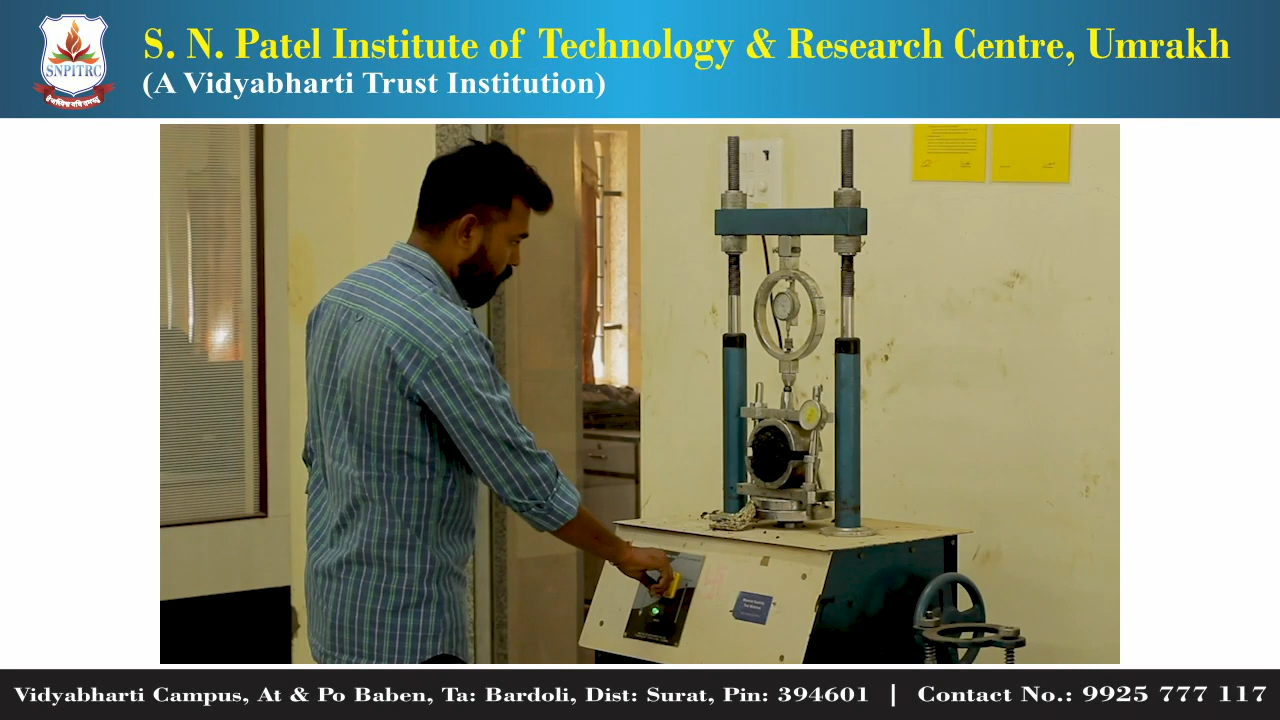 S. N. Patel Institute of Technology & Research Centre, Umrakh
(A Vidyabharti Trust Institution)
SNPITRC
Vidyabharti Campus, At & Po Baben, Ta: Bardoli, Dist: Surat, Pin: 394601 | Contact No.: 9925 777 117